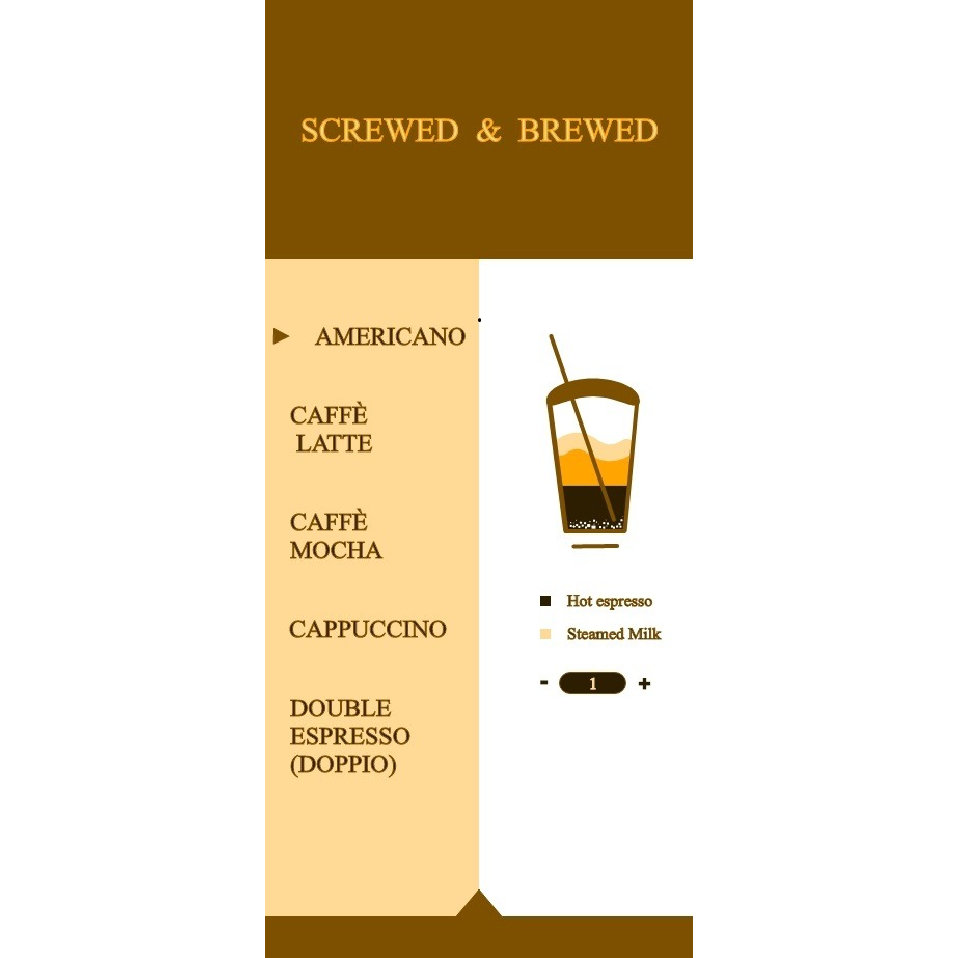 SCREWED & BREWED
AMERICANO
CAFFÈ
LATTE
CAFFÈ
MOCHA
CAPPUCCINO
DOUBLE
ESPRESSO
(DOPPIO)
Hot espresso
Steamed Milk
- 1 +